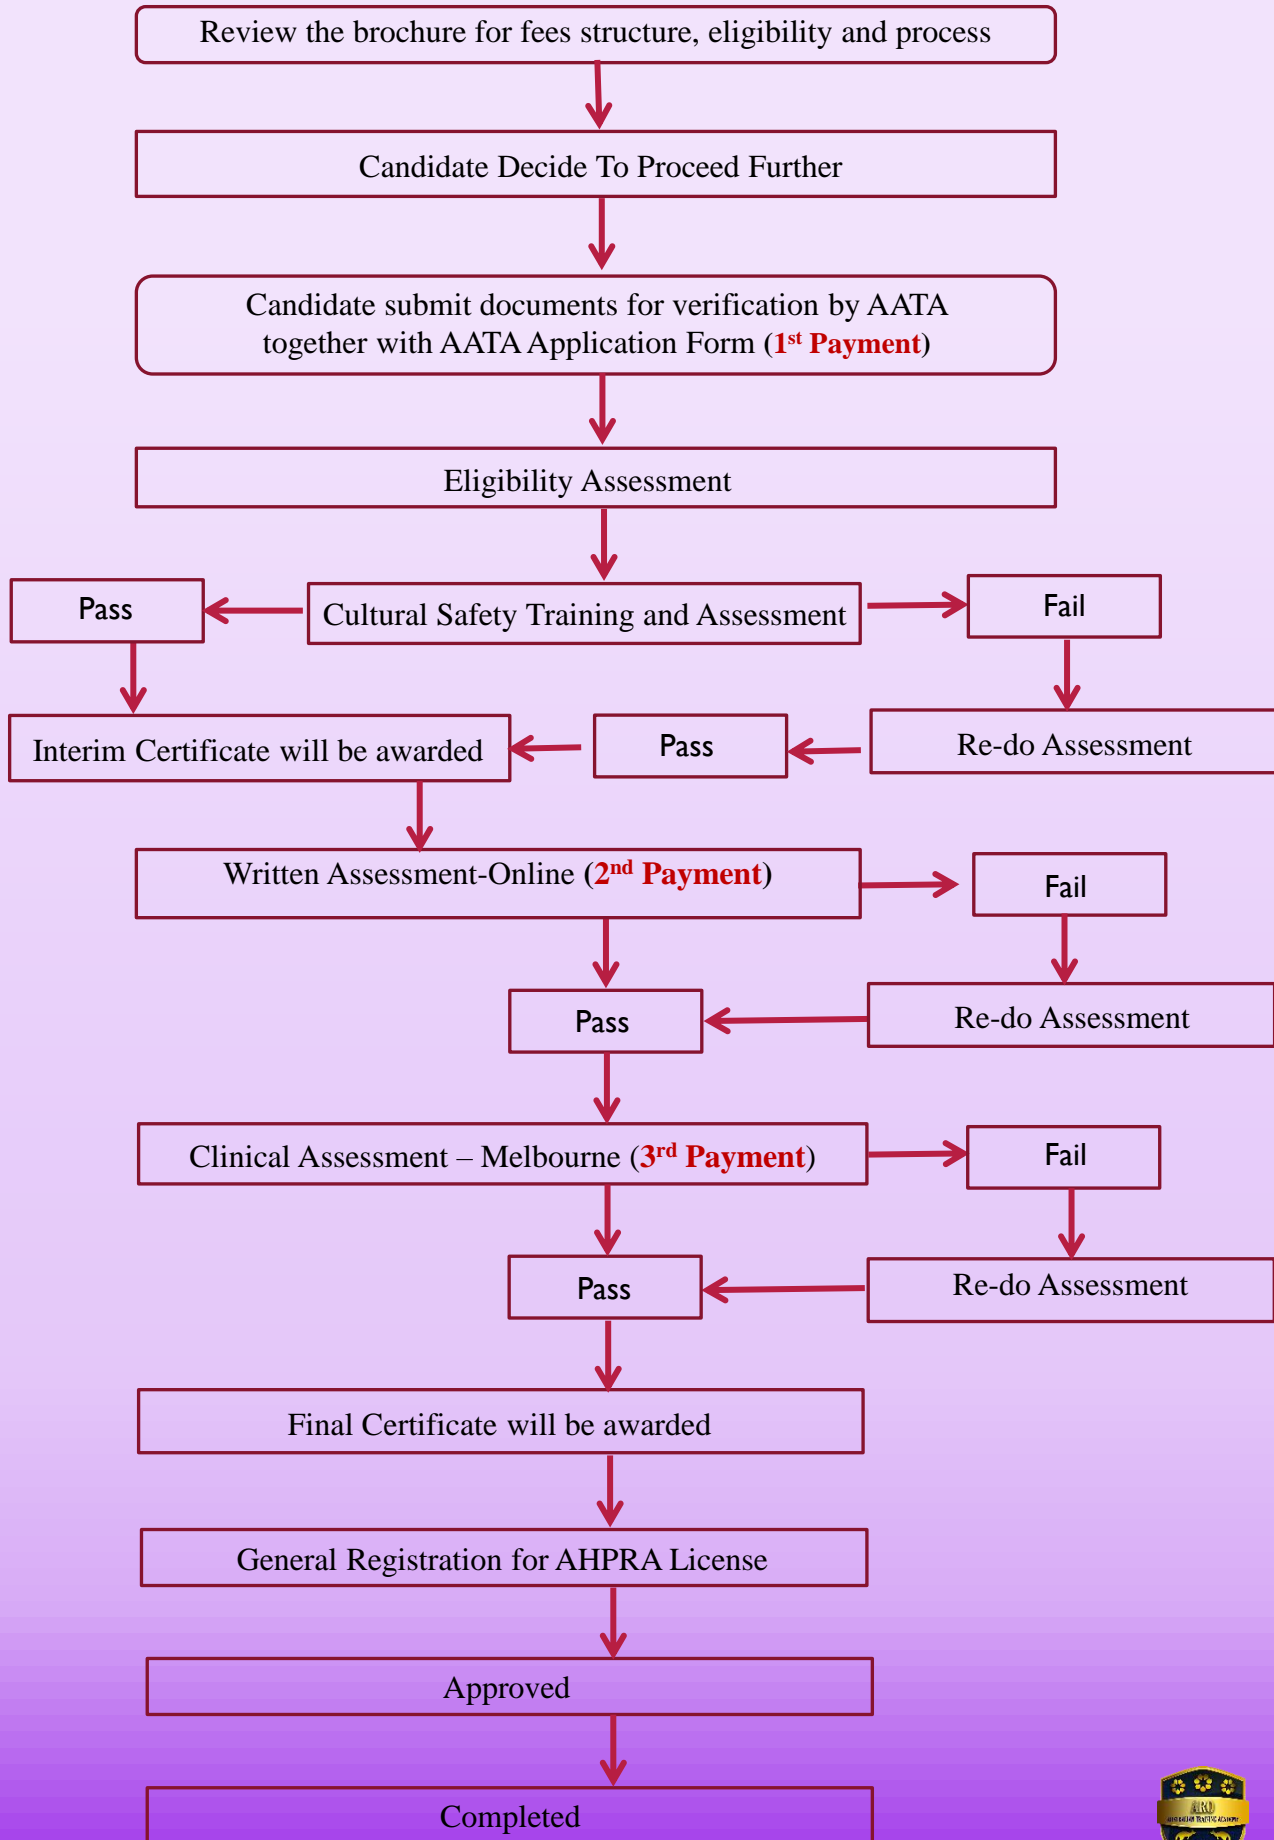 Review the brochure for fees structure, eligibility and process
Candidate Decide To Proceed Further
Candidate submit documents for verification by AATA
together with AATA Application Form (1st Payment)
Eligibility Assessment
Pass
Cultural Safety Training and Assessment
Fail
Interim Certificate will be awarded
Pass
Re-do Assessment
Written Assessment-Online (2nd Payment)
Fail
Pass
Re-do Assessment
Clinical Assessment – Melbourne (3rd Payment)
Fail
Pass
Re-do Assessment
Final Certificate will be awarded
General Registration for AHPRA License
Approved
Completed
ARO